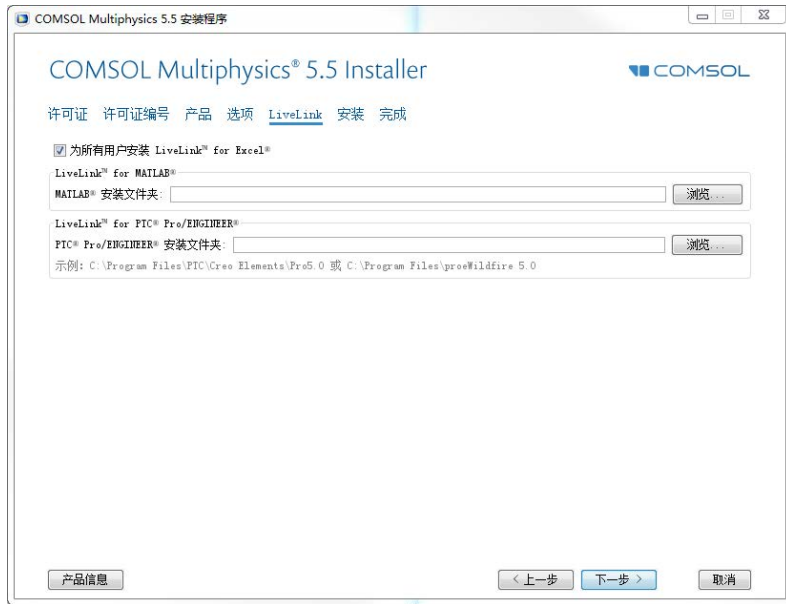 COMSOL Multiphysics 5.5 安装程序
COMSOL Multiphysics® 5.5 Installer
COMSOL
许可证 许可证编号 产品 选项 LiveLink 安装 完成
为所有用户安装 LiveLink™ for Excel®
LiveLink™ for MATLAB®
MATLAB® 安装文件夹: 浏览...
LiveLink™ for PTC® Pro/ENGINEER®
PTC® Pro/ENGINEER® 安装文件夹: 浏览...
示例: C:\Program Files\PTC\Creo Elements\Pro5.0 或 C:\Program Files\proeWildfire 5.0
产品信息 < 上一步 下一步 > 取消